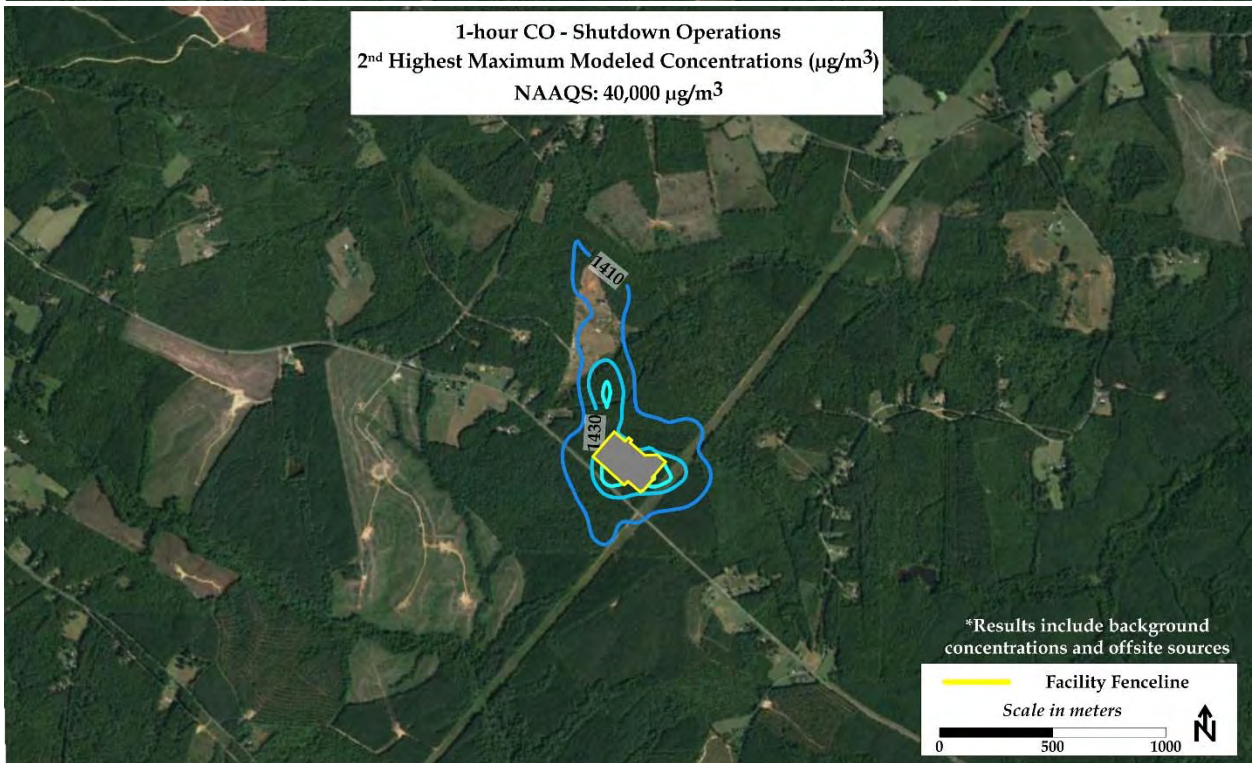 1-hour CO - Shutdown Operations
2nd Highest Maximum Modeled Concentrations (µg/m3)
NAAQS: 40,000 µg/m3
1410
1430
*Results include background
concentrations and offsite sources
Facility Fenceline
Scale in meters
0 500 1000
N